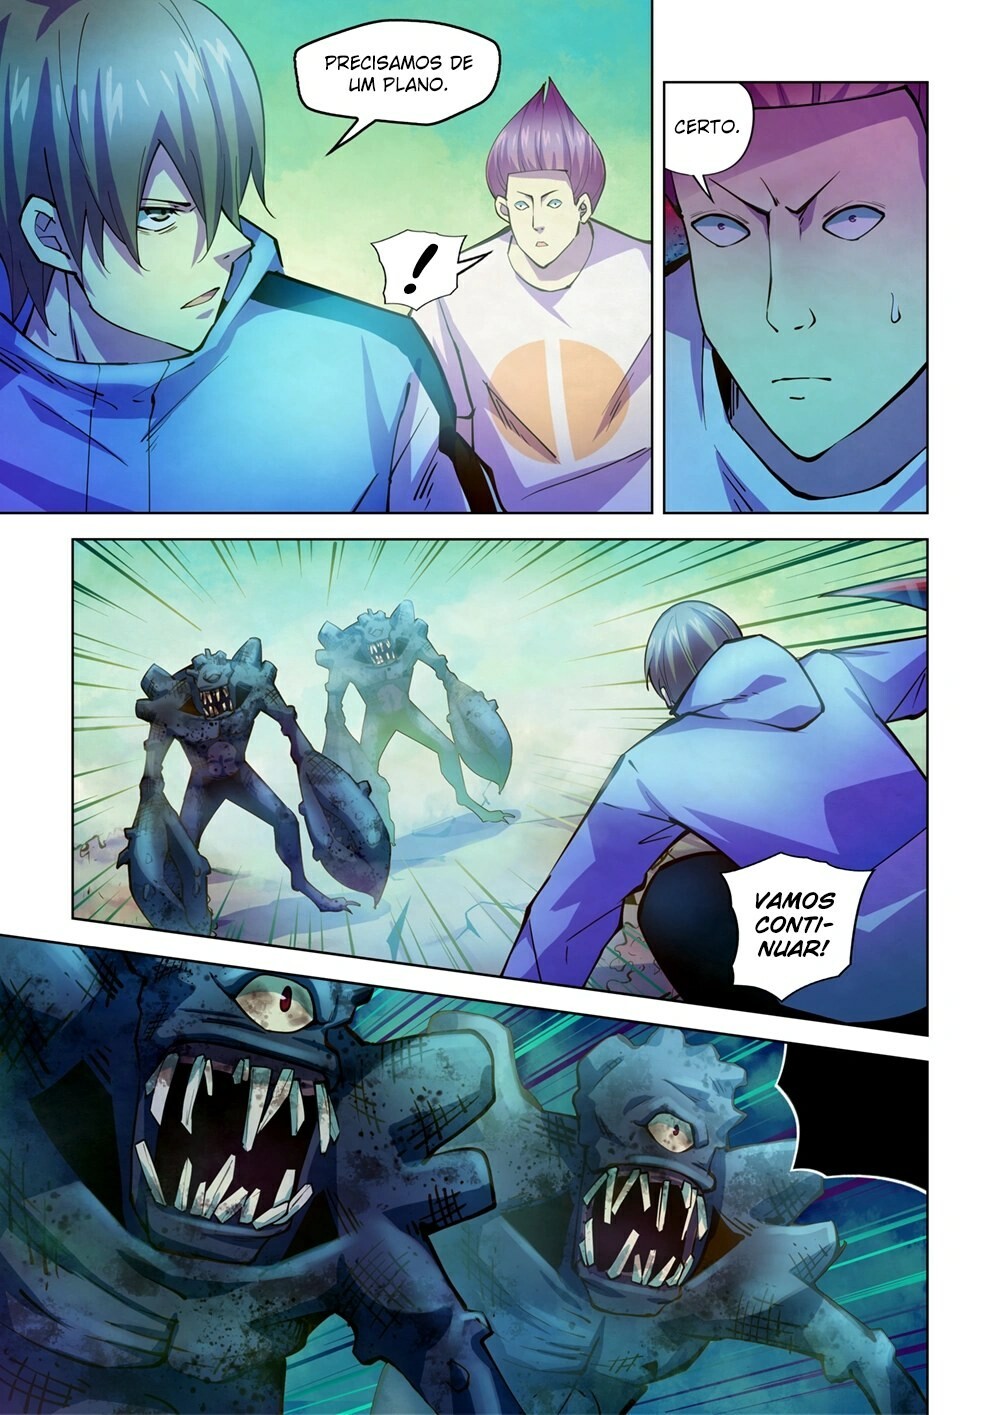 PRECISAMOS DE
UM PLANO.
!
CERTO.
VAMOS
CONTI-
NUAR!